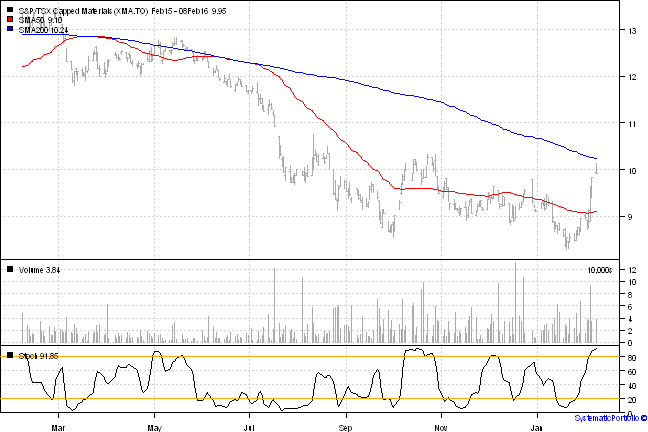 S&P/TSX Capped Materials (XMA.TO) Feb15 - 08Feb16 9.95
SMA50 9.10
SMA200 10.24
13
12
11
10
9
Volume 3.84
10,000s
12
10
8
6
4
2
0
Stoch 91.85
80
60
40
20
0
Mar May Jul Sep Nov Jan
SystematicPortfolio ©